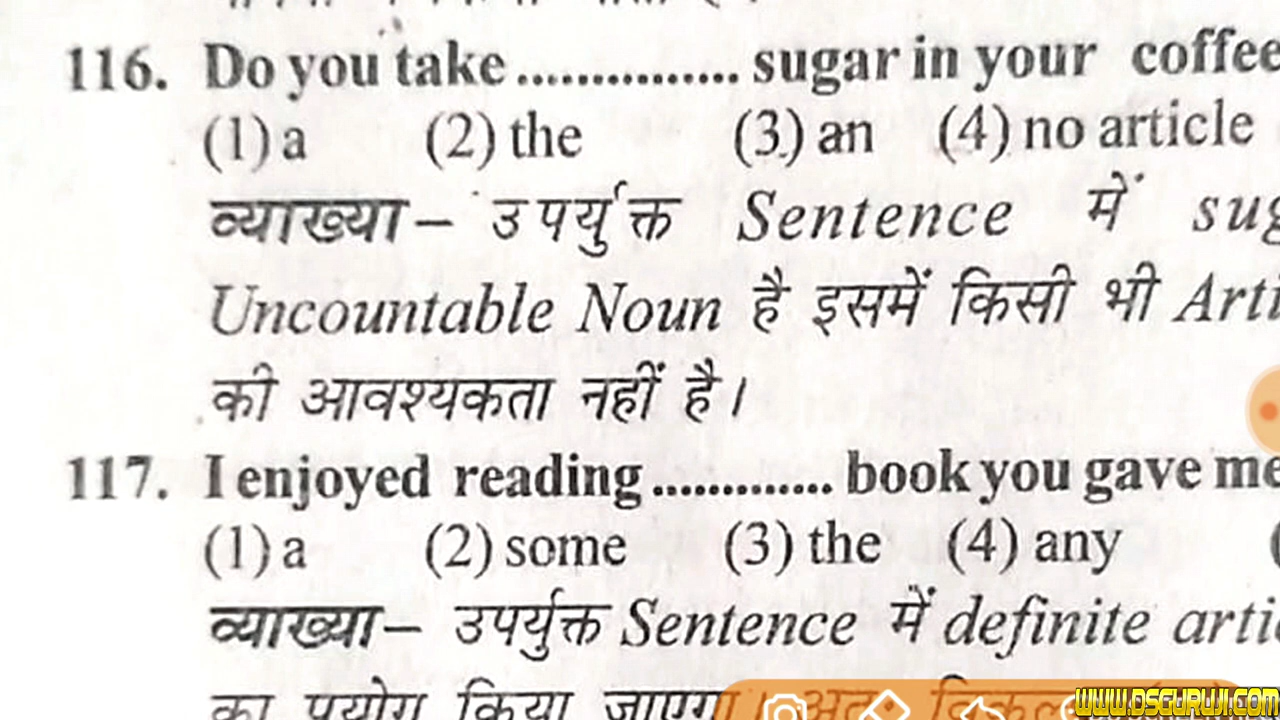 116. Do you take ............... sugar in your coffee
(1) a (2) the (3) an (4) no article
व्याख्या – उपर्युक्त Sentence में
Uncountable Noun है इसमें किसी भी
की आवश्यकता नहीं है।
117. I enjoyed reading ............. book you gave me
(1) a (2) some (3) the (4) any
व्याख्या – उपर्युक्त Sentence में definite
का प्रयोग किया जाएगा।
WWW.DSGURUJI.COM